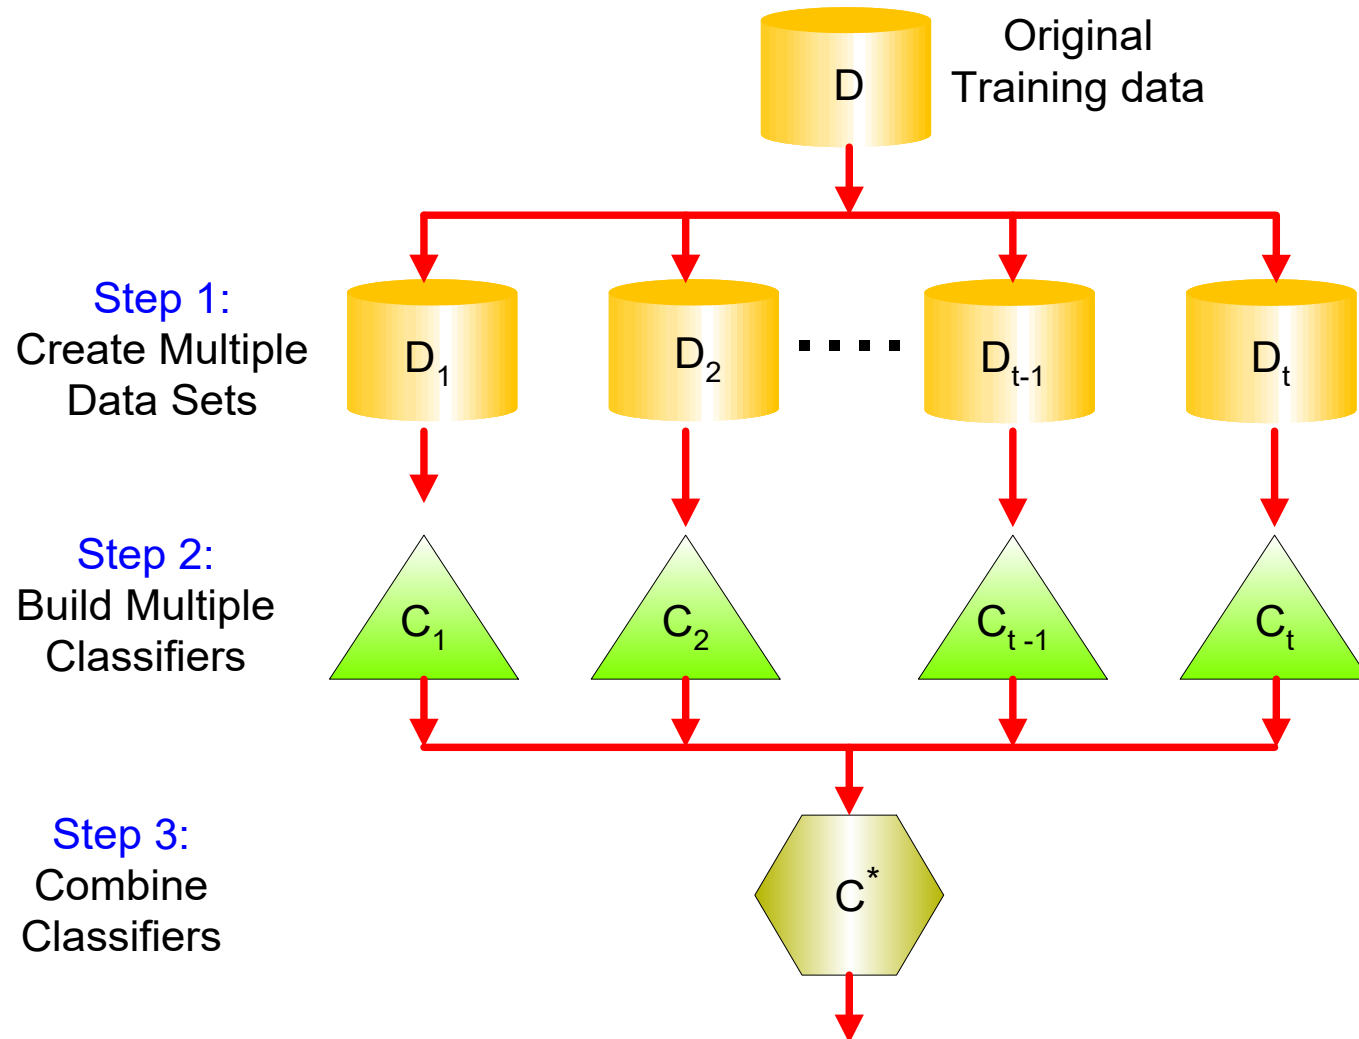 D
Original
Training data
Step 1:
Create Multiple
Data Sets
D1
D2
....
Dt-1
Dt
Step 2:
Build Multiple
Classifiers
C1
C2
Ct -1
Ct
Step 3:
Combine
Classifiers
C*